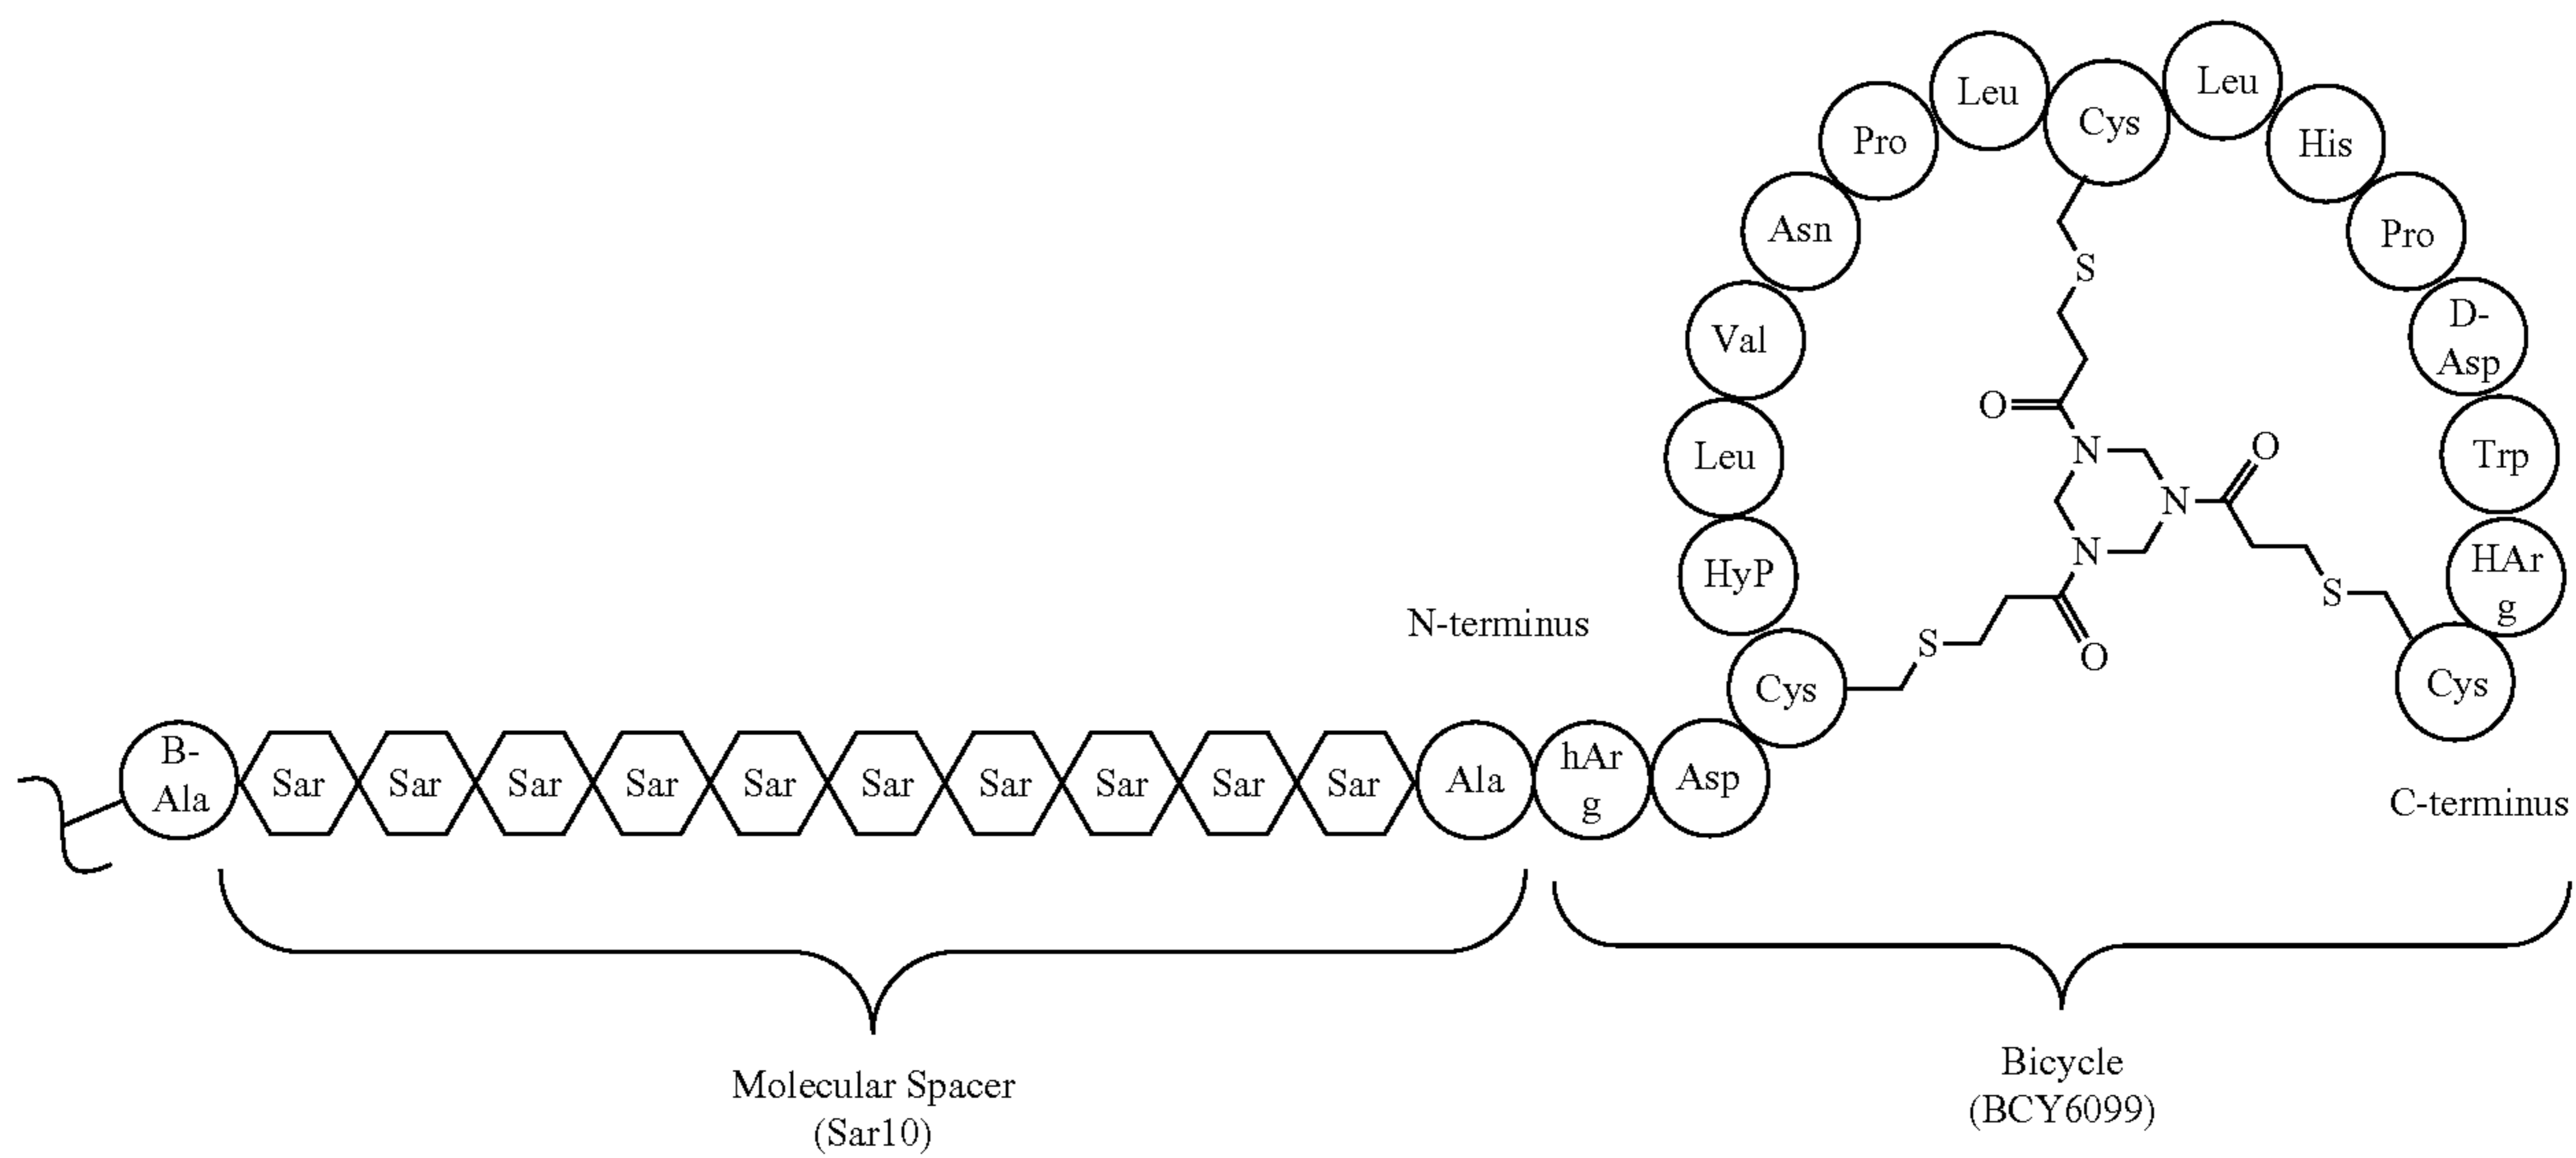 Leu
Cys
Leu
Pro
His
Asn
Pro
S
Val
D-
Asp
O
N
O
Leu
Trp
N
HyP
N
HAr
g
S
N-terminus
S
O
Cys
Cys
B-
Ala
Sar
Sar
Sar
Sar
Sar
Sar
Sar
Sar
Sar
Sar
Ala
hAr
g
Asp
C-terminus
Molecular Spacer
(Sar10)
Bicycle
(BCY6099)